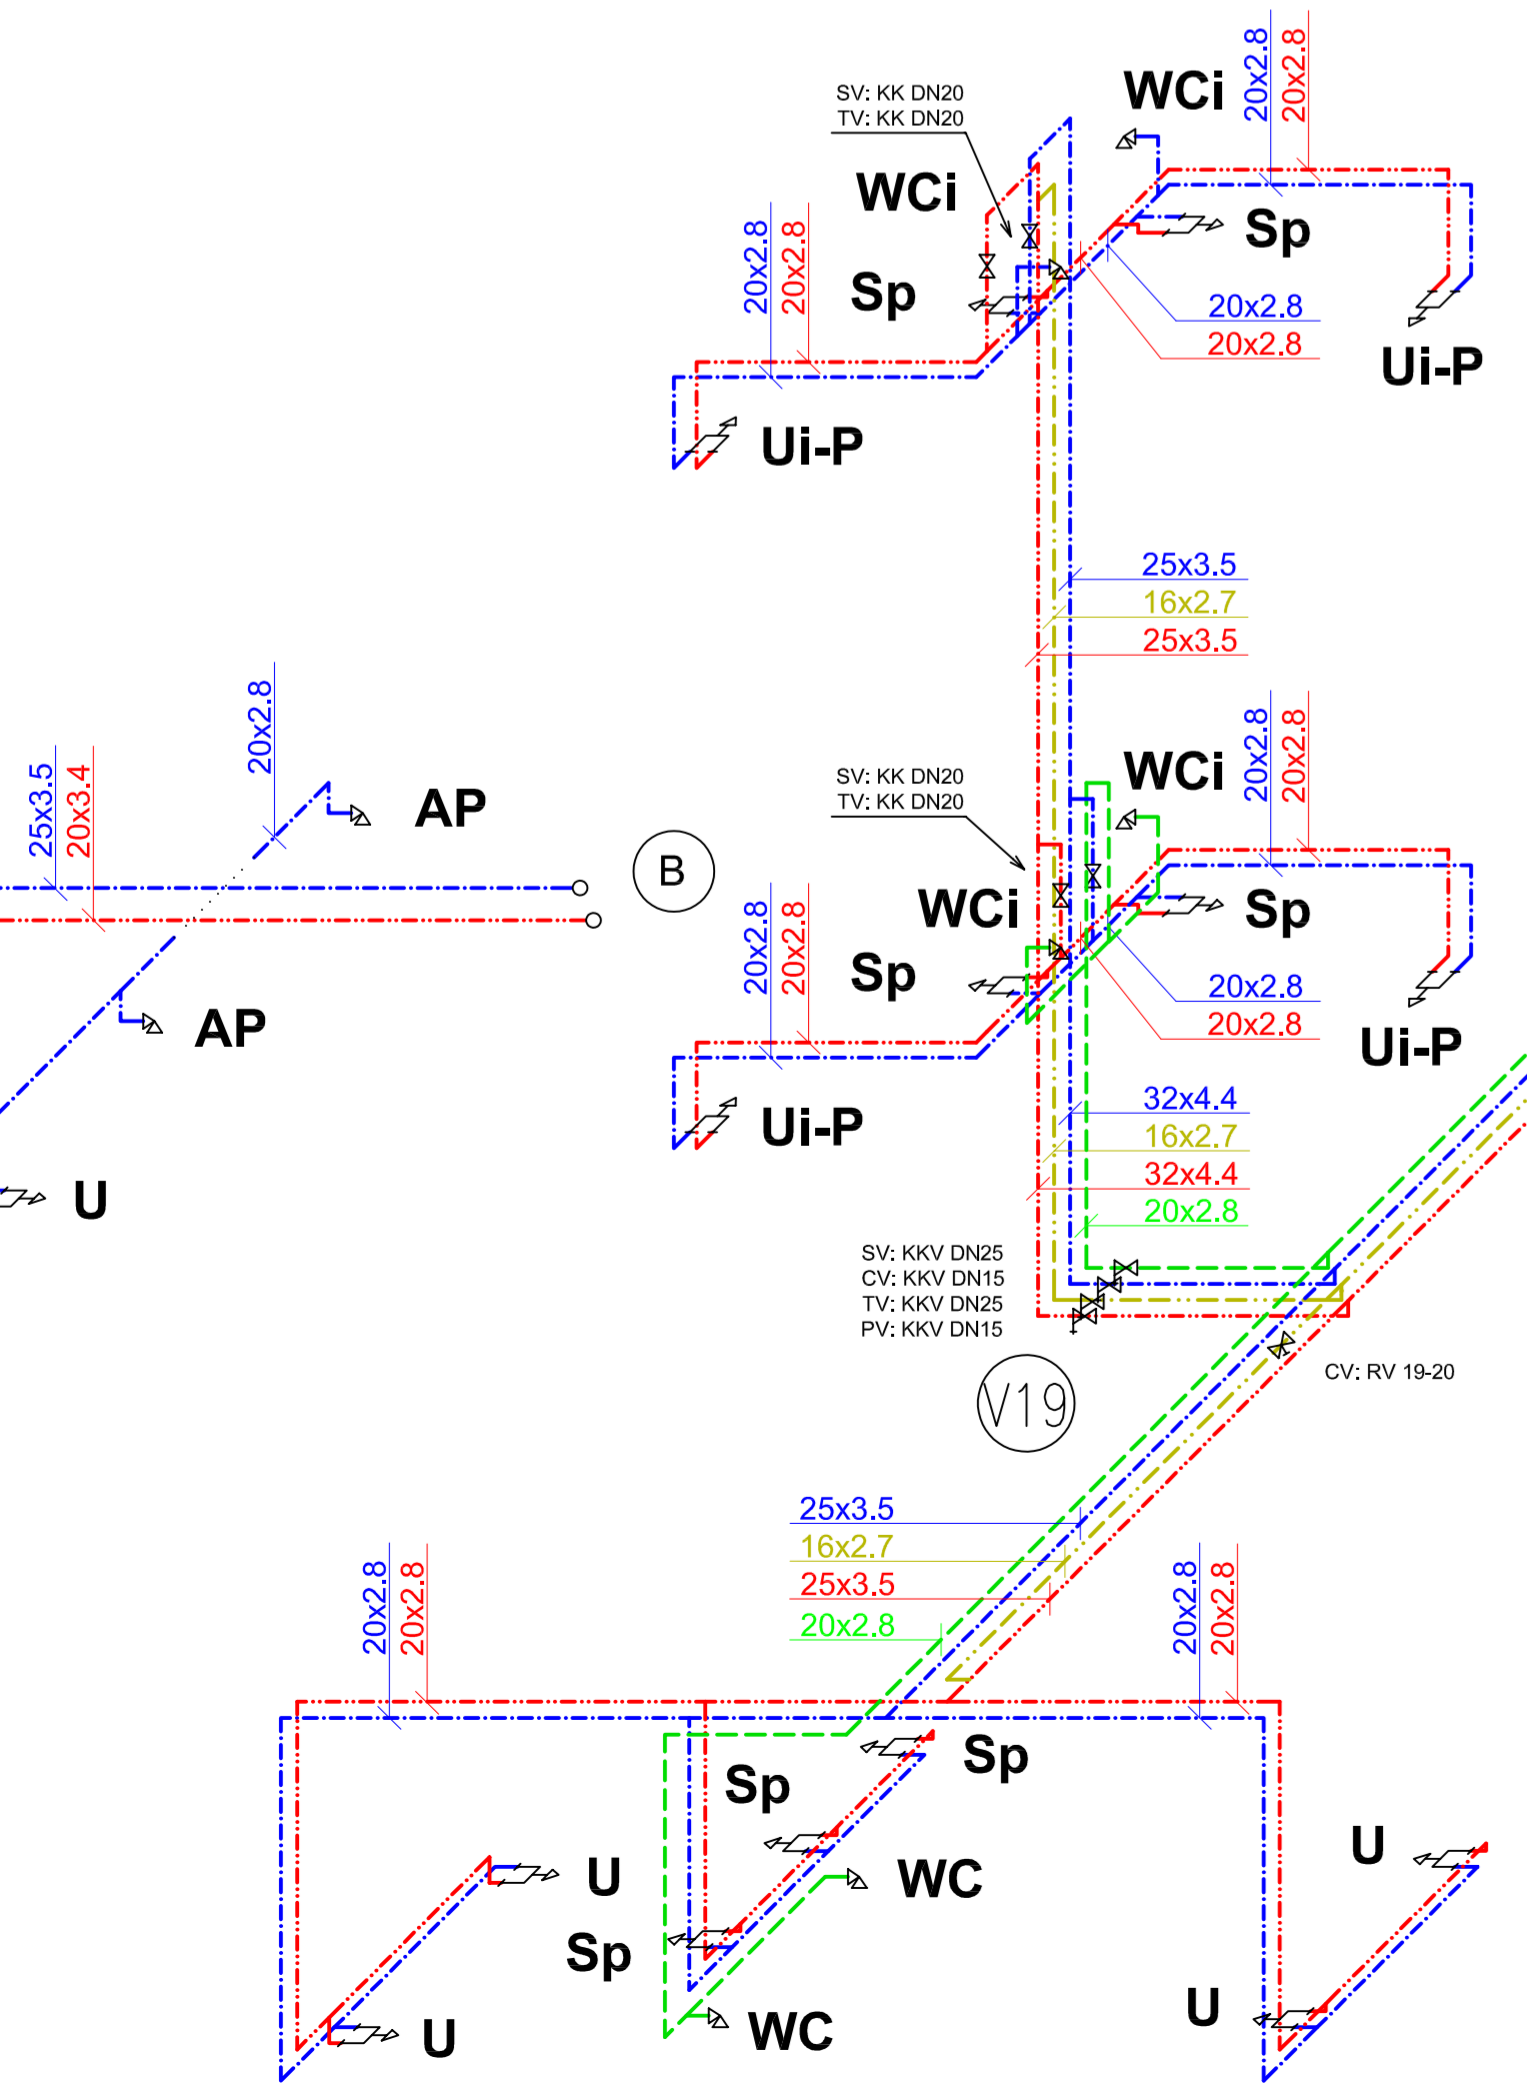 20x2.8
20x2.8
WCi
SV: KK DN20
TV: KK DN20
WCi
Sp
20x2.8
20x2.8
Sp
20x2.8
20x2.8
Ui-P
Ui-P
25x3.5
16x2.7
25x3.5
20x2.8
25x3.5
20x3.4
AP
B
AP
U
SV: KK DN20
TV: KK DN20
WCi
20x2.8
20x2.8
WCi
Sp
20x2.8
20x2.8
Sp
20x2.8
20x2.8
Ui-P
Ui-P
32x4.4
16x2.7
32x4.4
20x2.8
SV: KKV DN25
CV: KKV DN15
TV: KKV DN25
PV: KKV DN15
CV: RV 19-20
V19
25x3.5
16x2.7
25x3.5
20x2.8
20x2.8
20x2.8
20x2.8
20x2.8
Sp
Sp
U
WC
U
Sp
U
WC
U